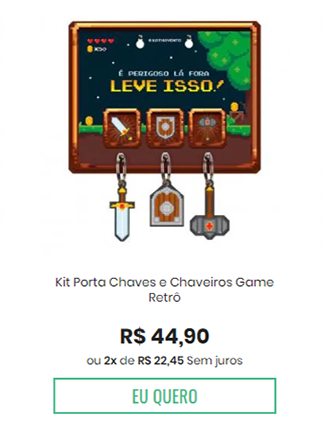 X50
É PERIGOSO LÁ FORA
LEVE ISSO!
Kit Porta Chaves e Chaveiros Game
Retrô
R$ 44,90
ou 2x de R$ 22,45 Sem juros
EU QUERO